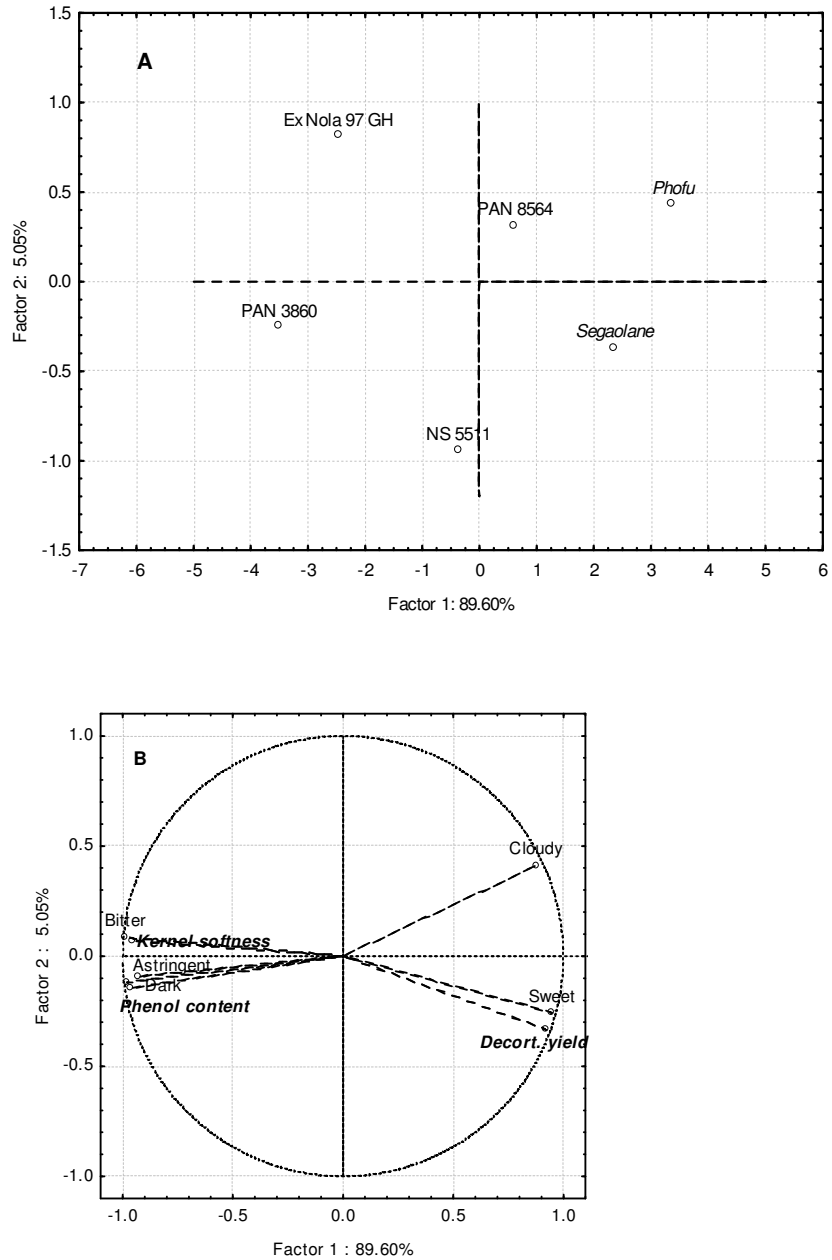 1.5
A
1.0
Ex Nola 97 GH
0.5
Phofu
PAN 8564
Factor 2: 5.05%
0.0
PAN 3860
Segaolane
-0.5
NS 5511
-1.0
-1.5
-7 -6 -5 -4 -3 -2 -1 0 1 2 3 4 5 6
Factor 1: 89.60%
1.0
B
0.5
Cloudy
Bitter
Kernel softness
Factor 2 : 5.05%
0.0
Astringent
Dark
Sweet
Phenol content
Decort. yield
-0.5
-1.0
-1.0 -0.5 0.0 0.5 1.0
Factor 1 : 89.60%